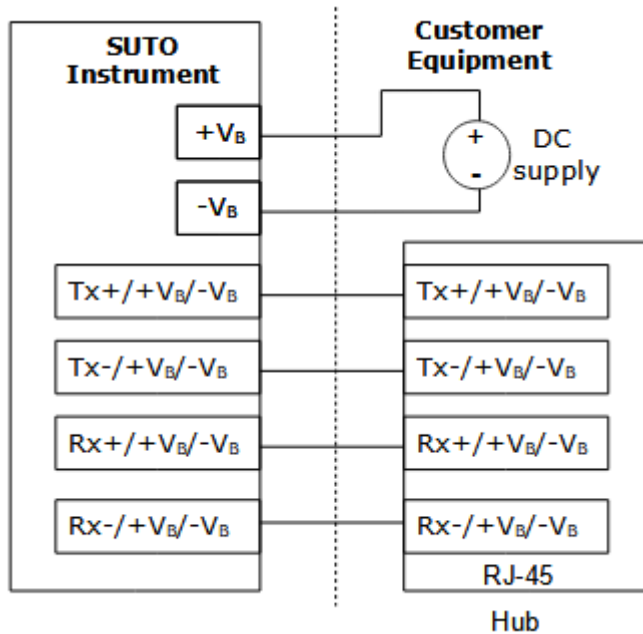 SUTO
Instrument
Customer
Equipment
+VB
-VB
+
-
DC
supply
Tx+/+VB/-VB
Tx-/+VB/-VB
Rx+/+VB/-VB
Rx-/+VB/-VB
Tx+/+VB/-VB
Tx-/+VB/-VB
Rx+/+VB/-VB
Rx-/+VB/-VB
RJ-45
Hub